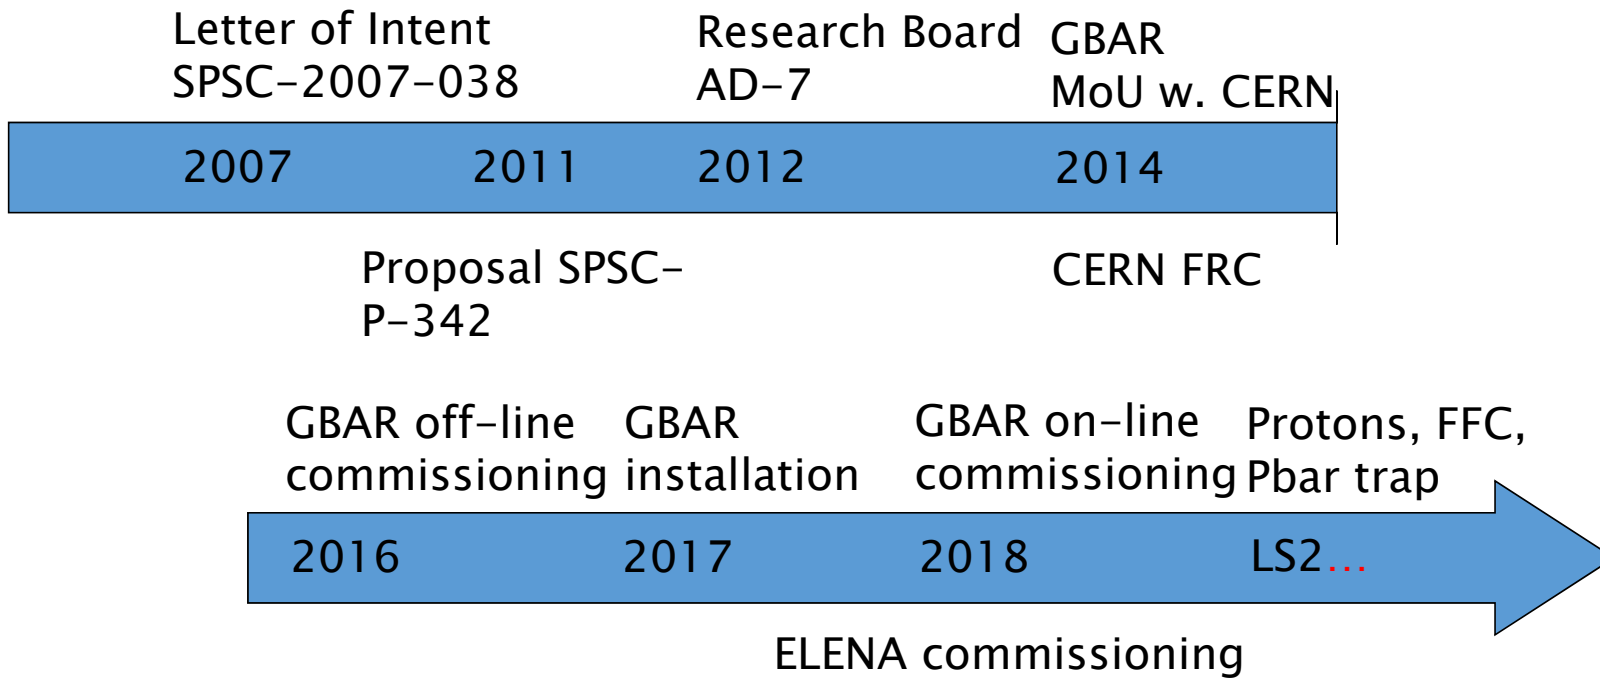 Letter of Intent
SPSC-2007-038
Research Board
AD-7
GBAR
MoU w. CERN
2007
2011
2012
2014
Proposal SPSC-
P-342
CERN FRC
GBAR off-line
commissioning
GBAR
installation
GBAR on-line
commissioning
Protons, FFC,
Pbar trap
2016
2017
2018
LS2...
ELENA commissioning